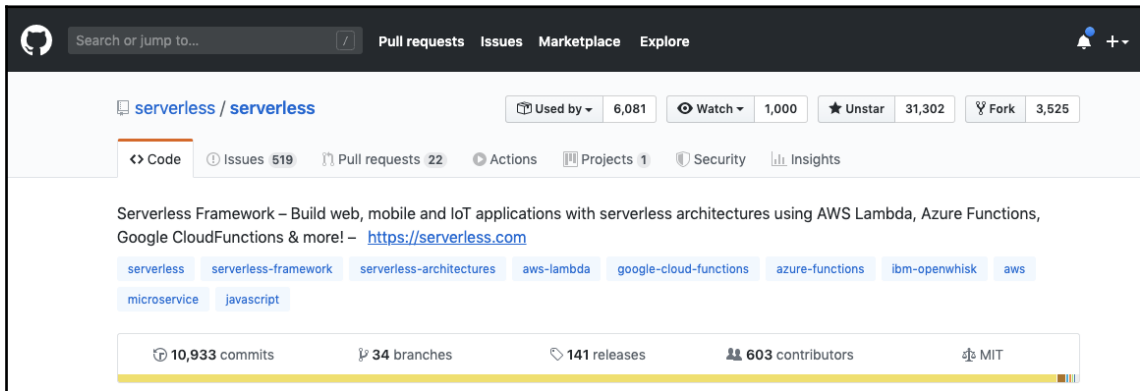 Search or jump to... / Pull requests Issues Marketplace Explore
serverless / serverless Used by 6,081 Watch 1,000 Unstar 31,302 Fork 3,525
Code Issues 519 Pull requests 22 Actions Projects 1 Security Insights
Serverless Framework – Build web, mobile and IoT applications with serverless architectures using AWS Lambda, Azure Functions,
Google CloudFunctions & more! – https://serverless.com
serverless serverless-framework serverless-architectures aws-lambda google-cloud-functions azure-functions ibm-openwhisk aws
microservice javascript
10,933 commits 34 branches 141 releases 603 contributors MIT